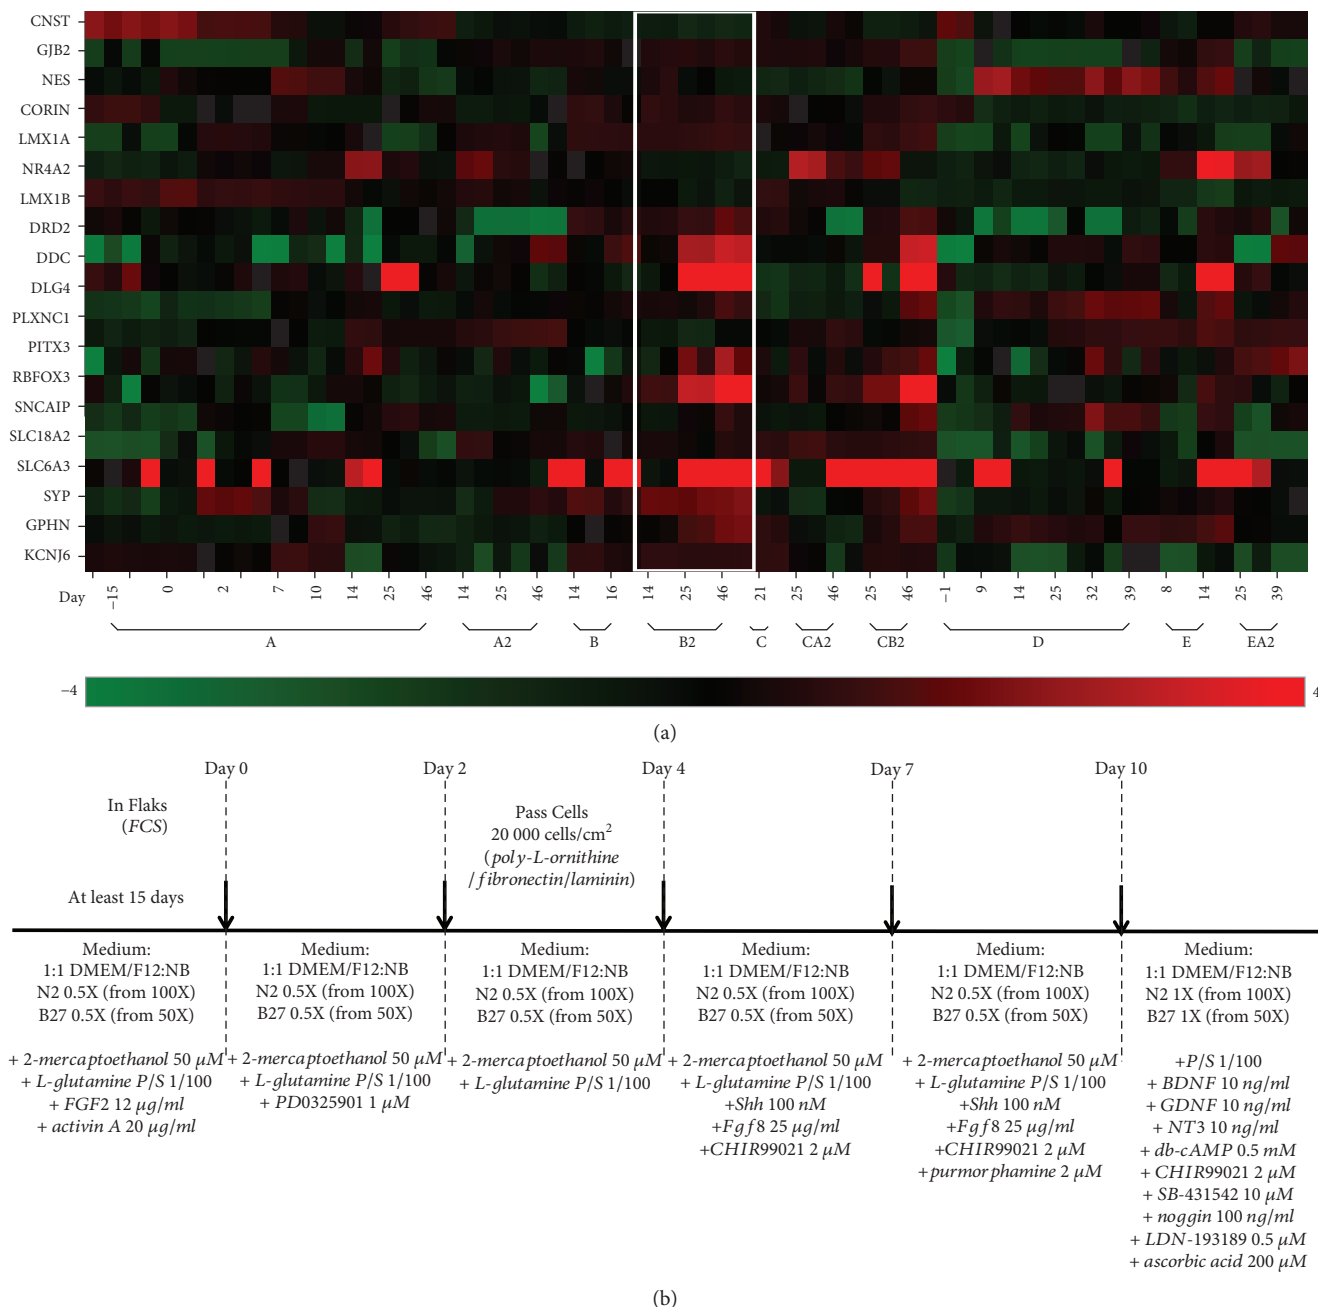 CNST
GJB2
NES
CORIN
LMX1A
NR4A2
LMX1B
DRD2
DDC
DLG4
PLXNC1
PITX3
RBFOX3
SNCAIP
SLC18A2
SLC6A3
SYP
GPHN
KCNJ6
Day −15 0 2 7 10 14 25 46 14 25 46 14 16 14 25 46 21 25 46 25 46 −1 9 14 25 32 39 8 14 25 39
A A2 B B2 C CA2 CB2 D E EA2
−4 4
(a)
Day 0 Day 2 Day 4 Day 7 Day 10
In Flaks
(FCS)
At least 15 days
Pass Cells
20 000 cells/cm²
(poly-L-ornithine
/fibronectin/laminin)
Medium:
1:1 DMEM/F12:NB
N2 0.5X (from 100X)
B27 0.5X (from 50X)
+ 2-mercaptoethanol 50 μM
+ L-glutamine P/S 1/100
+ FGF2 12 μg/ml
+ activin A 20 μg/ml
Medium:
1:1 DMEM/F12:NB
N2 0.5X (from 100X)
B27 0.5X (from 50X)
+ 2-mercaptoethanol 50 μM
+ L-glutamine P/S 1/100
+ PD0325901 1 μM
Medium:
1:1 DMEM/F12:NB
N2 0.5X (from 100X)
B27 0.5X (from 50X)
+ 2-mercaptoethanol 50 μM
+ L-glutamine P/S 1/100
Medium:
1:1 DMEM/F12:NB
N2 0.5X (from 100X)
B27 0.5X (from 50X)
+ 2-mercaptoethanol 50 μM
+ L-glutamine P/S 1/100
+Shh 100 nM
+Fgf8 25 μg/ml
+CHIR99021 2 μM
Medium:
1:1 DMEM/F12:NB
N2 0.5X (from 100X)
B27 0.5X (from 50X)
+ 2-mercaptoethanol 50 μM
+ L-glutamine P/S 1/100
+Shh 100 nM
+Fgf8 25 μg/ml
+CHIR99021 2 μM
+purmorphamine 2 μM
Medium:
1:1 DMEM/F12:NB
N2 1X (from 100X)
B27 1X (from 50X)
+P/S 1/100
+ BDNF 10 ng/ml
+ GDNF 10 ng/ml
+ NT3 10 ng/ml
+ db-cAMP 0.5 mM
+ CHIR99021 2 μM
+ SB-431542 10 μM
+ noggin 100 ng/ml
+ LDN-193189 0.5 μM
+ ascorbic acid 200 μM
(b)